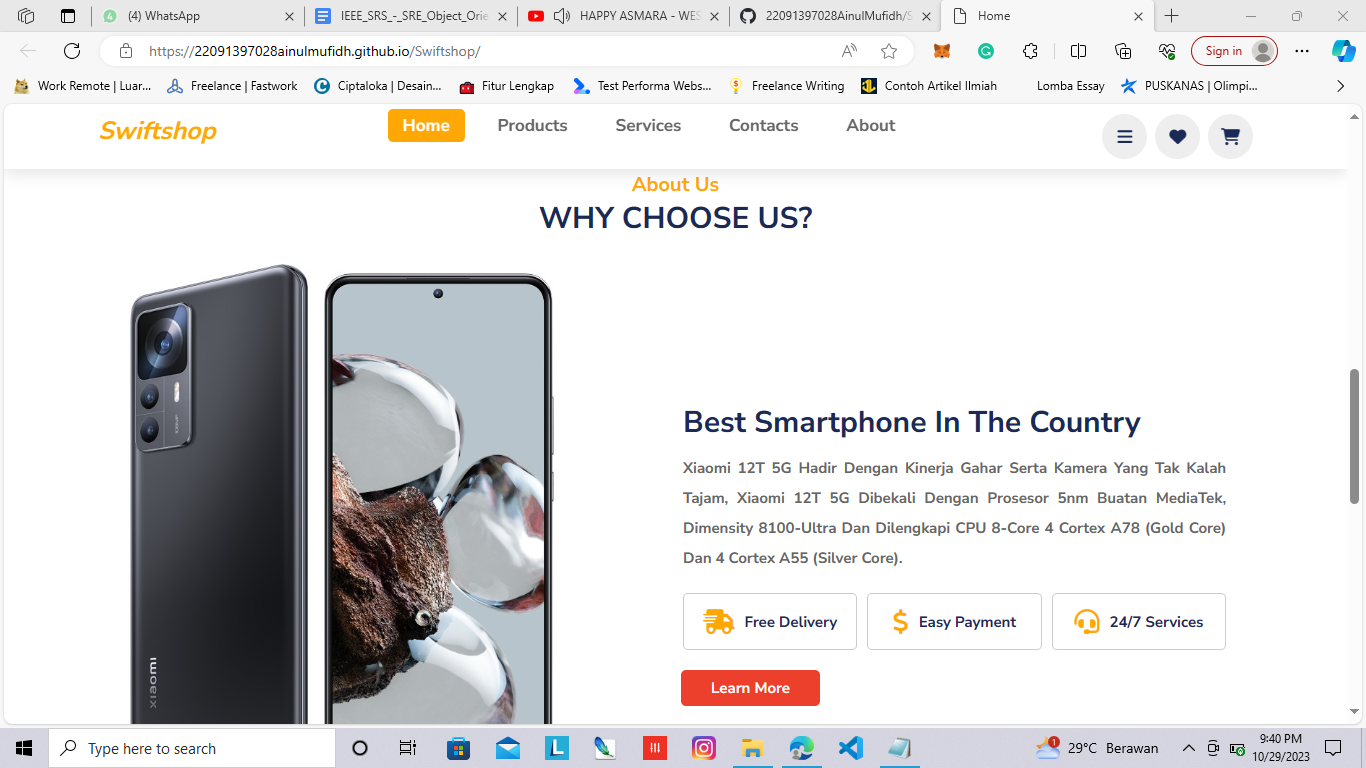 (4) WhatsApp
IEEE_SRS_-_SRE_Object_Orie
HAPPY ASMARA - WES
22091397028AinulMufidh/S
Home
https://22091397028ainulmufidh.github.io/Swiftshop/
Sign in
Work Remote | Luar...
Freelance | Fastwork
Ciptaloka | Desain...
Fitur Lengkap
Test Performa Webs...
Freelance Writing
Contoh Artikel Ilmiah
Lomba Essay
PUSKANAS | Olimpi...
Swiftshop
Home
Products
Services
Contacts
About
About Us
WHY CHOOSE US?
xiaomi
Best Smartphone In The Country
Xiaomi 12T 5G Hadir Dengan Kinerja Gahar Serta Kamera Yang Tak Kalah
Tajam, Xiaomi 12T 5G Dibekali Dengan Prosesor 5nm Buatan MediaTek,
Dimensity 8100-Ultra Dan Dilengkapi CPU 8-Core 4 Cortex A78 (Gold Core)
Dan 4 Cortex A55 (Silver Core).
Free Delivery
Easy Payment
24/7 Services
Learn More
Type here to search
1
29°C Berawan
9:40 PM
10/29/2023